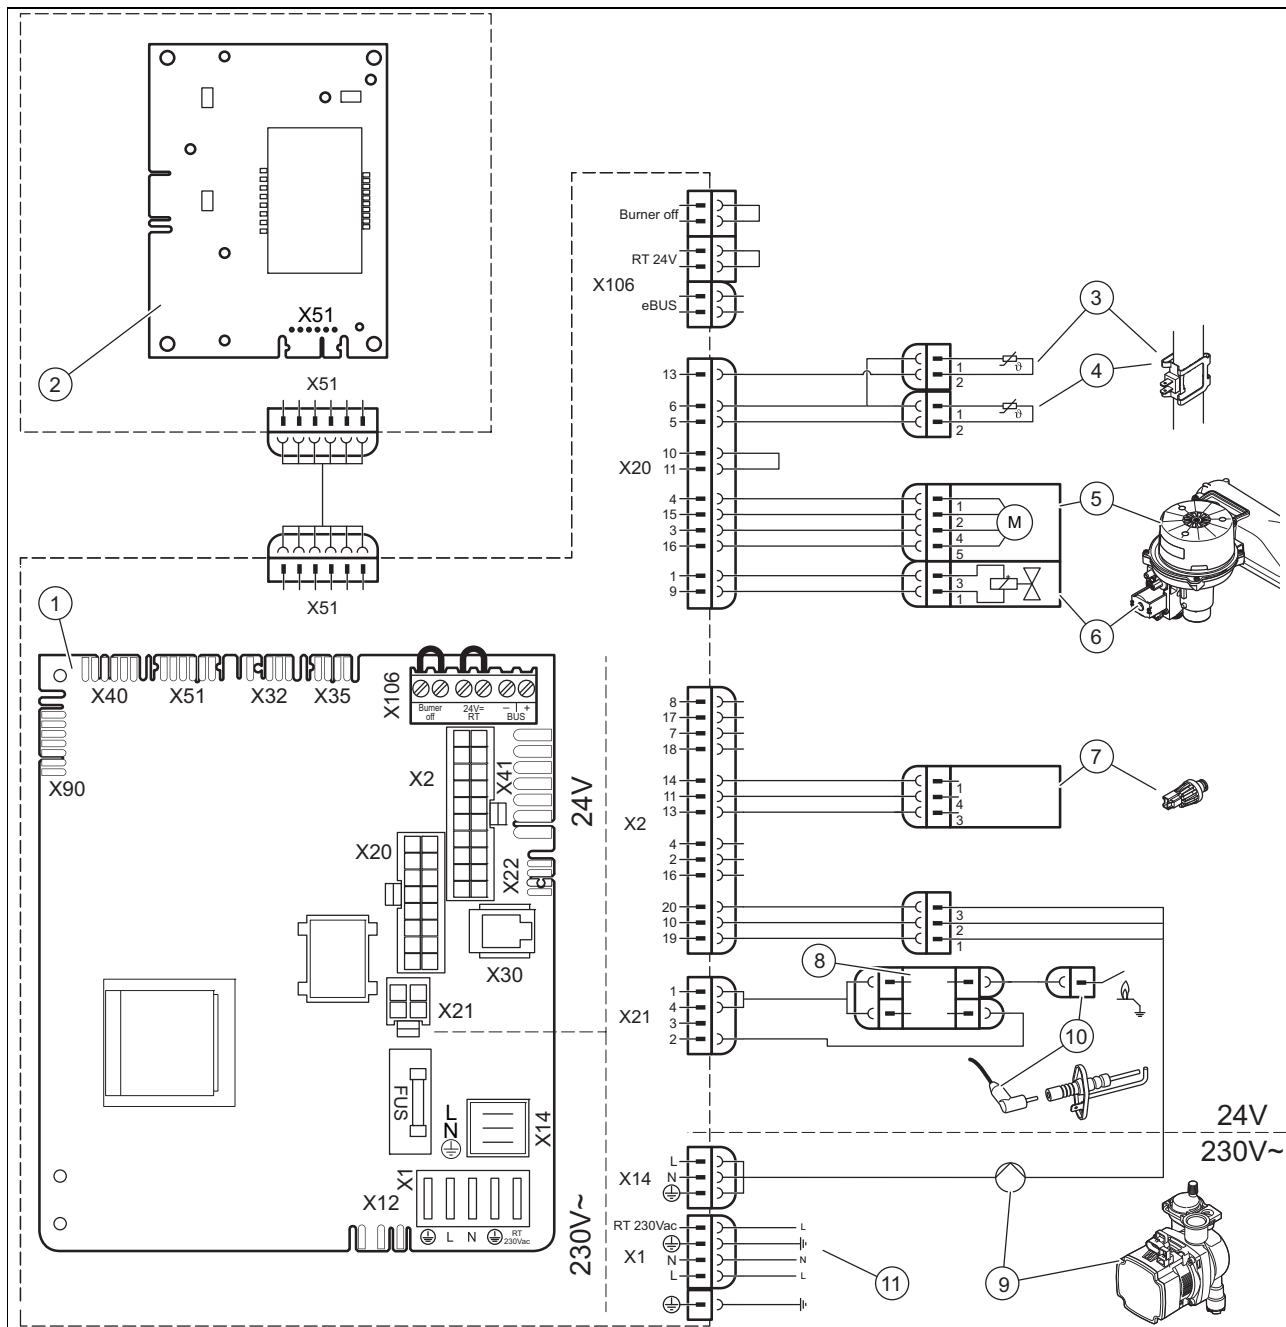 X51
2
X51
X51
1
X40
X51
X32
X35
X90
X106
Burner
off
24V=
RT
– | +
BUS
X2
X41
X20
X22
X30
X21
24V
FUS
L
N
X14
X1
X12
L
N
RT
230Vac
230V~
Burner off
RT 24V
X106
eBUS
13
6
5
10
X20
11
4
15
3
16
1
9
1
2
ϑ
3
1
2
ϑ
4
1
2
4
5
M
5
3
1
6
8
17
7
18
14
11
X2
13
4
2
16
20
10
19
1
4
3
7
3
2
1
8
1
4
X21
3
2
10
24V
230V~
L
X14
N
RT 230Vac
X1
N
L
L
N
L
11
9